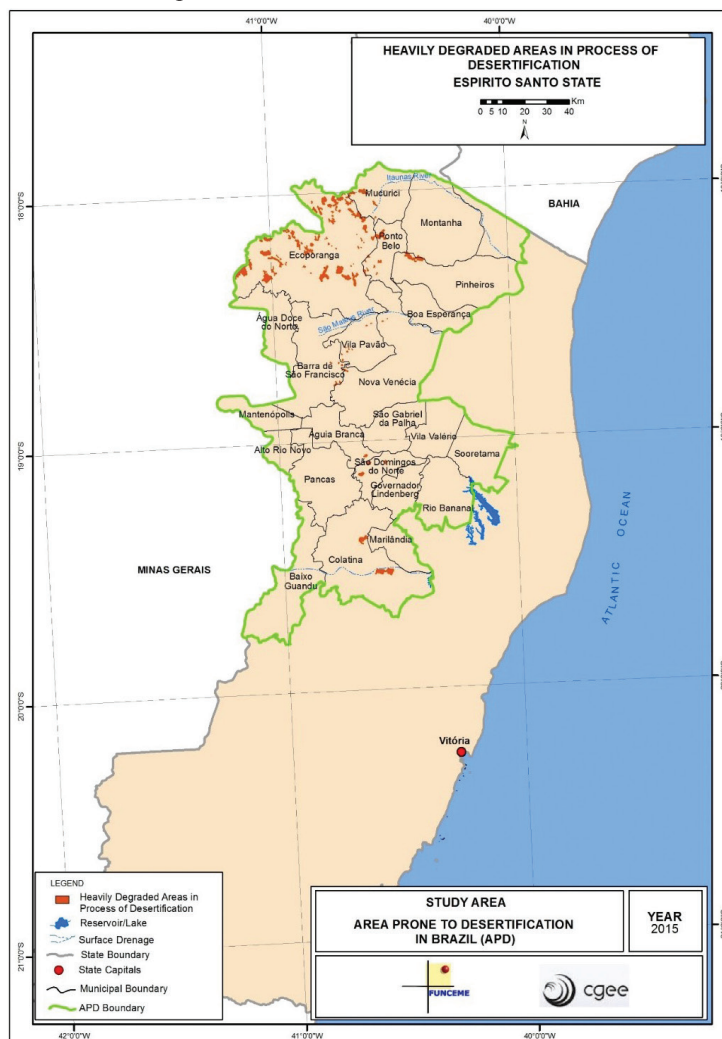 41°0'0"W
40°0'0"W
HEAVILY DEGRADED AREAS IN PROCESS OF
DESERTIFICATION
ESPIRITO SANTO STATE
0 5 10 20 30 40 Km
N
BAHIA
18°0'0"S
Itaunas River
Mucurici
Montanha
Ponto
Belo
Ecoporanga
Pinheiros
Água Doce
do Norte
São Mateus River
Boa Esperança
Vila Pavão
Barra de
São Francisco
Nova Venécia
Mantenópolis
São Gabriel
da Palha
Águia Branca
Vila Valério
19°0'0"S
Alto Rio Novo
Sooretama
São Domingos
do Norte
Pancas
Governador
Lindenberg
Rio Bananal
Marilândia
Colatina
MINAS GERAIS
Baixo
Guandu
ATLANTIC OCEAN
20°0'0"S
Vitória
LEGEND
Heavily Degraded Areas in
Process of Desertification
Reservoir/Lake
Surface Drenage
State Boundary
State Capitals
Municipal Boundary
APD Boundary
21°0'0"S
STUDY AREA
AREA PRONE TO DESERTIFICATION
IN BRAZIL (APD)
YEAR
2015
FUNCEME
cgee
42°0'0"W
41°0'0"W
40°0'0"W